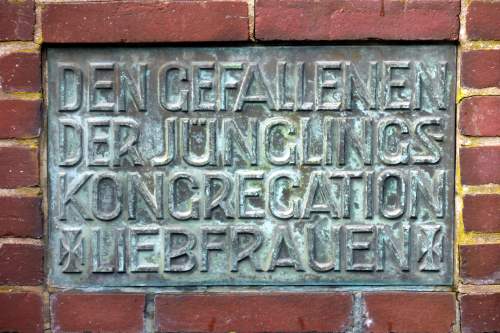 DEN GEFALLENEN
DER JÜNGLINGS
KONGREGATION
LIEBFRAUEN